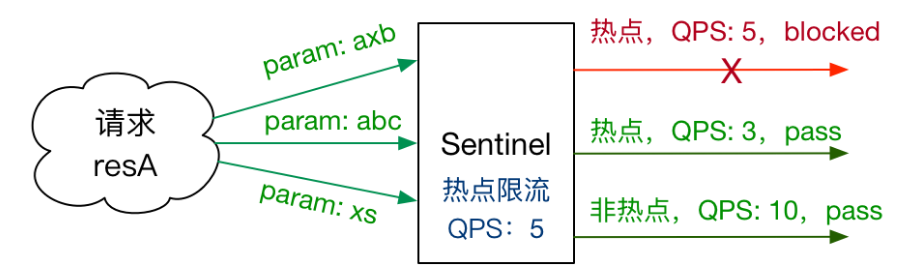 请求
resA
param: axb
param: abc
param: xs
Sentinel
热点限流
QPS：5
热点，QPS: 5，blocked
X
热点，QPS: 3，pass
非热点，QPS: 10，pass